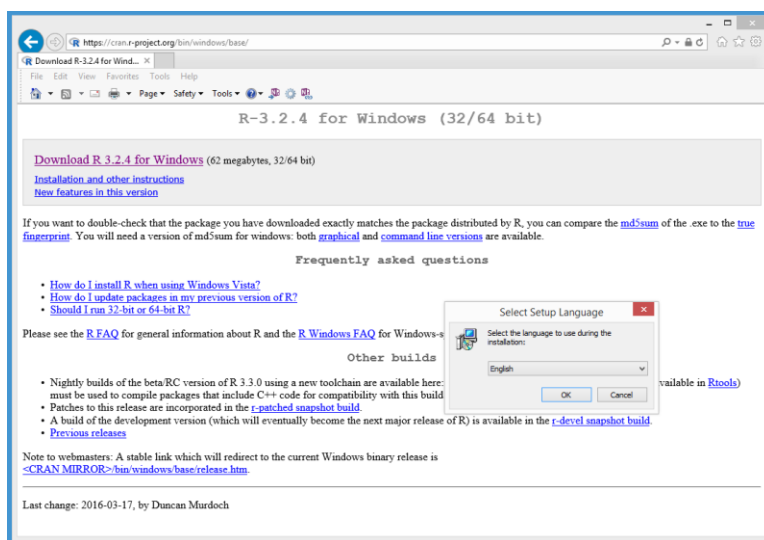 https://cran.r-project.org/bin/windows/base/
Download R-3.2.4 for Wind...
File Edit View Favorites Tools Help
Page Safety Tools
R-3.2.4 for Windows (32/64 bit)
Download R 3.2.4 for Windows (62 megabytes, 32/64 bit)
Installation and other instructions
New features in this version
If you want to double-check that the package you have downloaded exactly matches the package distributed by R, you can compare the md5sum of the .exe to the true
fingerprint. You will need a version of md5sum for windows: both graphical and command line versions are available.
Frequently asked questions
• How do I install R when using Windows Vista?
• How do I update packages in my previous version of R?
• Should I run 32-bit or 64-bit R?
Please see the R FAQ for general information about R and the R Windows FAQ for Windows-s
Select Setup Language
Select the language to use during the
installation:
English
OK Cancel
Other builds
• Nightly builds of the beta/RC version of R 3.3.0 using a new toolchain are available here: vailable in Rtools)
must be used to compile packages that include C++ code for compatibility with this build
• Patches to this release are incorporated in the r-patched snapshot build.
• A build of the development version (which will eventually become the next major release of R) is available in the r-devel snapshot build.
• Previous releases
Note to webmasters: A stable link which will redirect to the current Windows binary release is
<CRAN MIRROR>/bin/windows/base/release.htm.
Last change: 2016-03-17, by Duncan Murdoch